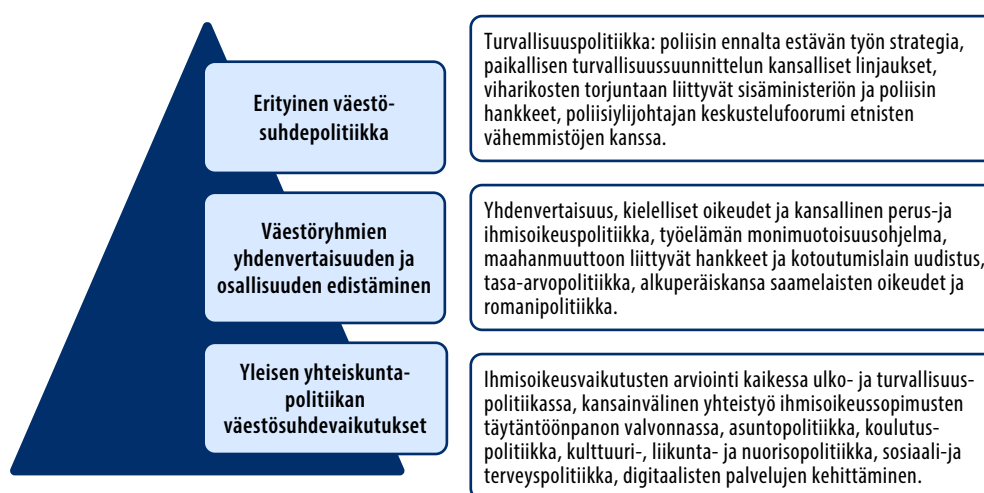 Erityinen väestö-
suhdepolitiikka
Turvallisuuspolitiikka: poliisin ennalta estävän työn strategia,
paikallisen turvallisuussuunnittelun kansalliset linjaukset,
viharikosten torjuntaan liittyvät sisäministeriön ja poliisin
hankkeet, poliisiylijohtajan keskustelufoorumi etnisten
vähemmistöjen kanssa.
Väestöryhmien
yhdenvertaisuuden ja
osallisuuden edistäminen
Yhdenvertaisuus, kielelliset oikeudet ja kansallinen perus-ja
ihmisoikeuspolitiikka, työelämän monimuotoisuusohjelma,
maahanmuuttoon liittyvät hankkeet ja kotoutumislain uudistus,
tasa-arvopolitiikka, alkuperäiskansa saamelaisten oikeudet ja
romanipolitiikka.
Yleisen yhteiskunta-
politiikan
väestösuhdevaikutukset
Ihmisoikeusvaikutusten arviointi kaikessa ulko- ja turvallisuus-
politiikassa, kansainvälinen yhteistyö ihmisoikeussopimusten
täytäntöönpanon valvonnassa, asuntopolitiikka, koulutus-
politiikka, kulttuuri-, liikunta- ja nuorisopolitiikka, sosiaali-ja
terveyspolitiikka, digitaalisten palvelujen kehittäminen.